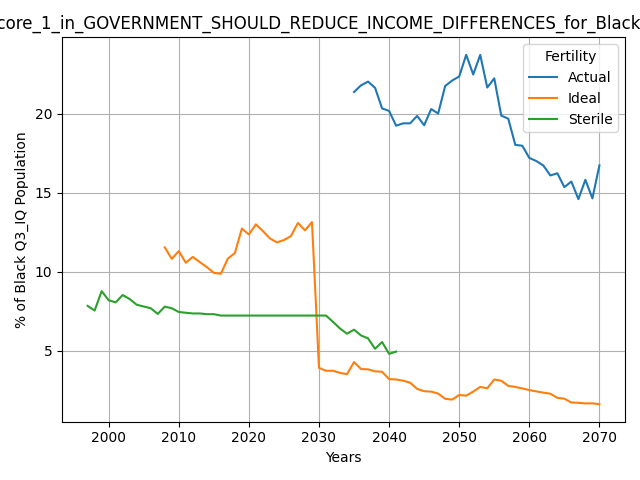 core_1_in_GOVERNMENT_SHOULD_REDUCE_INCOME_DIFFERENCES_for_Black
Fertility
Actual
Ideal
Sterile
% of Black Q3_IQ Population
20
15
10
5
2000 2010 2020 2030 2040 2050 2060 2070
Years